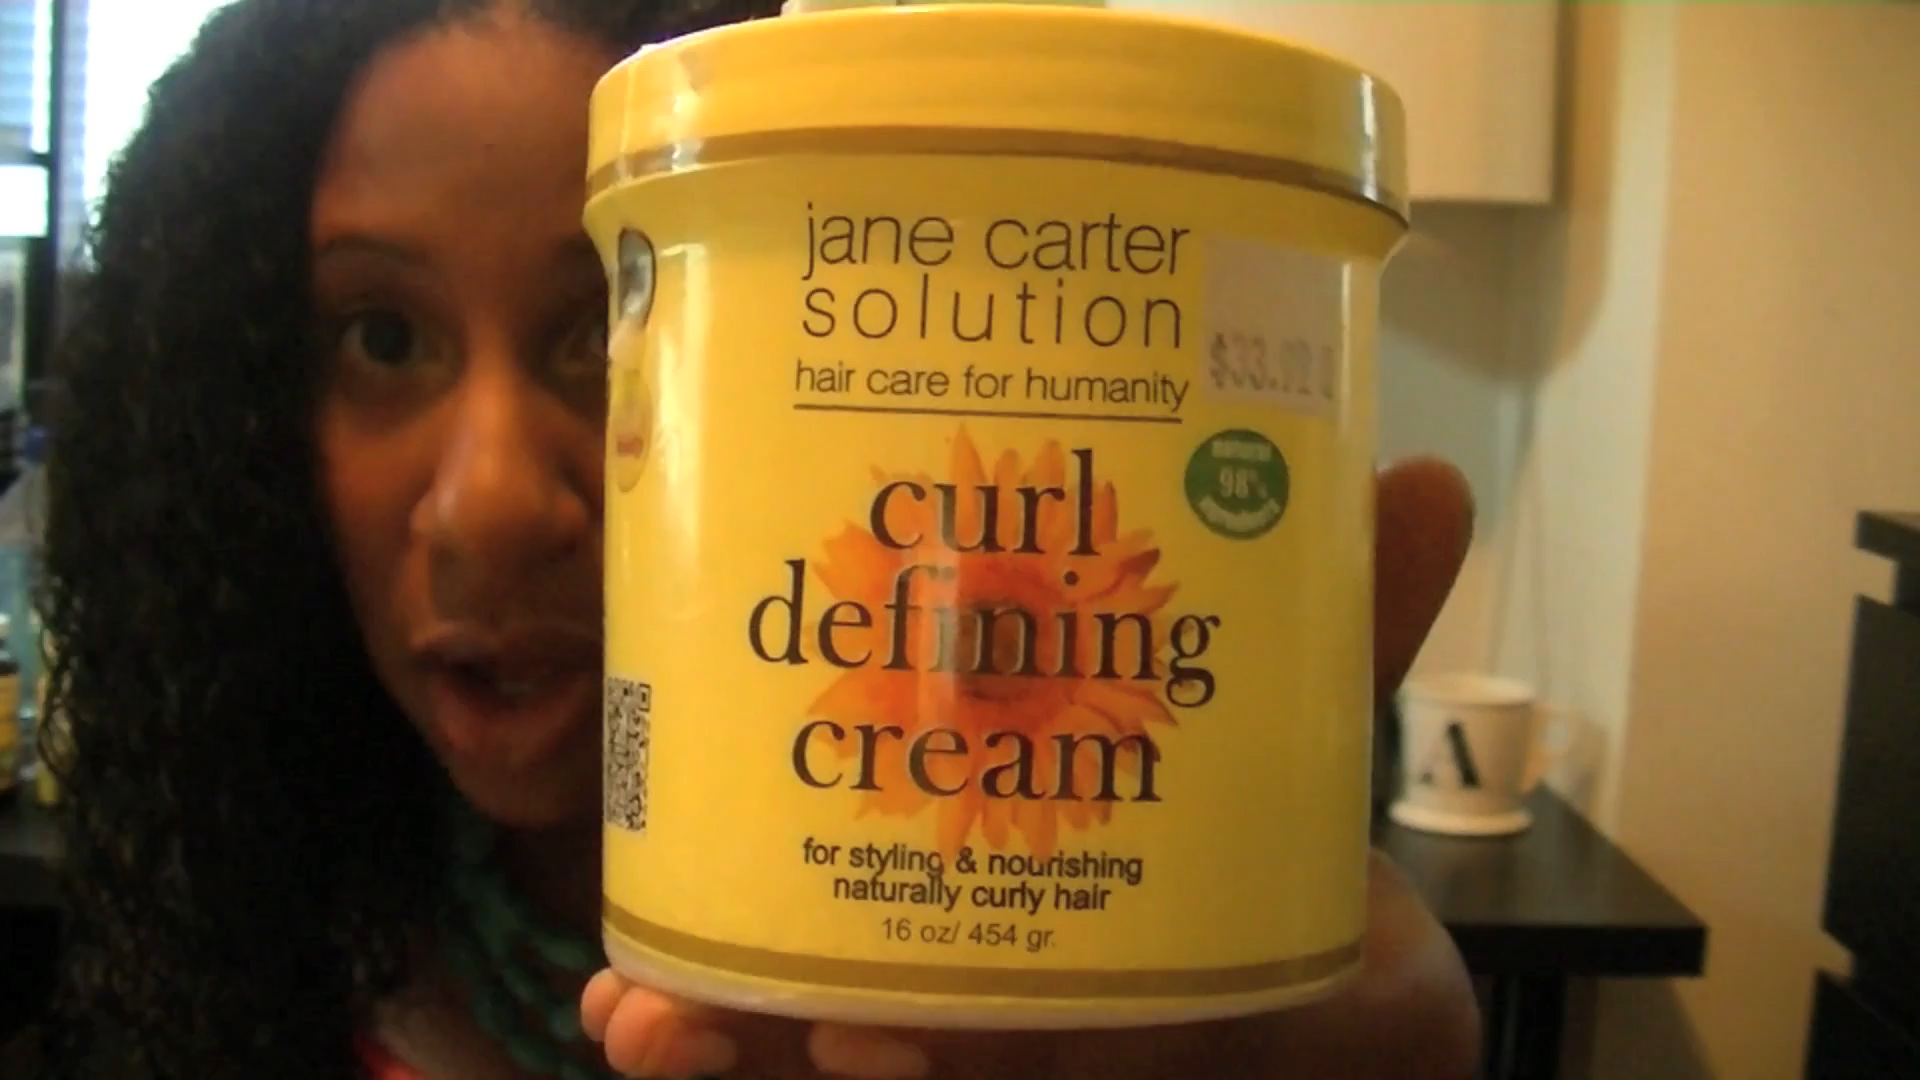 jane carter
solution
hair care for humanity
natural
98%
curl
defining
cream
for styling & nourishing
naturally curly hair
16 oz/ 454 gr.
A